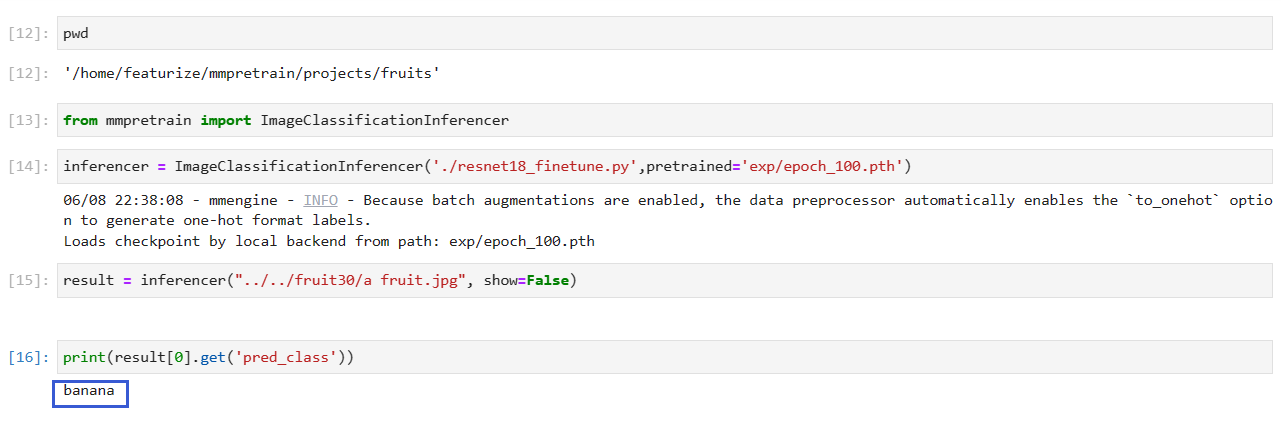 [12]: pwd
[12]: '/home/featurize/mmpretrain/projects/fruits'
[13]: from mmpretrain import ImageClassificationInferencer
[14]: inferencer = ImageClassificationInferencer('./resnet18_finetune.py',pretrained='exp/epoch_100.pth')
06/08 22:38:08 - mmengine - INFO - Because batch augmentations are enabled, the data preprocessor automatically enables the `to_onehot` optio
n to generate one-hot format labels.
Loads checkpoint by local backend from path: exp/epoch_100.pth
[15]: result = inferencer("../../fruit30/a fruit.jpg", show=False)
[16]: print(result[0].get('pred_class'))
banana